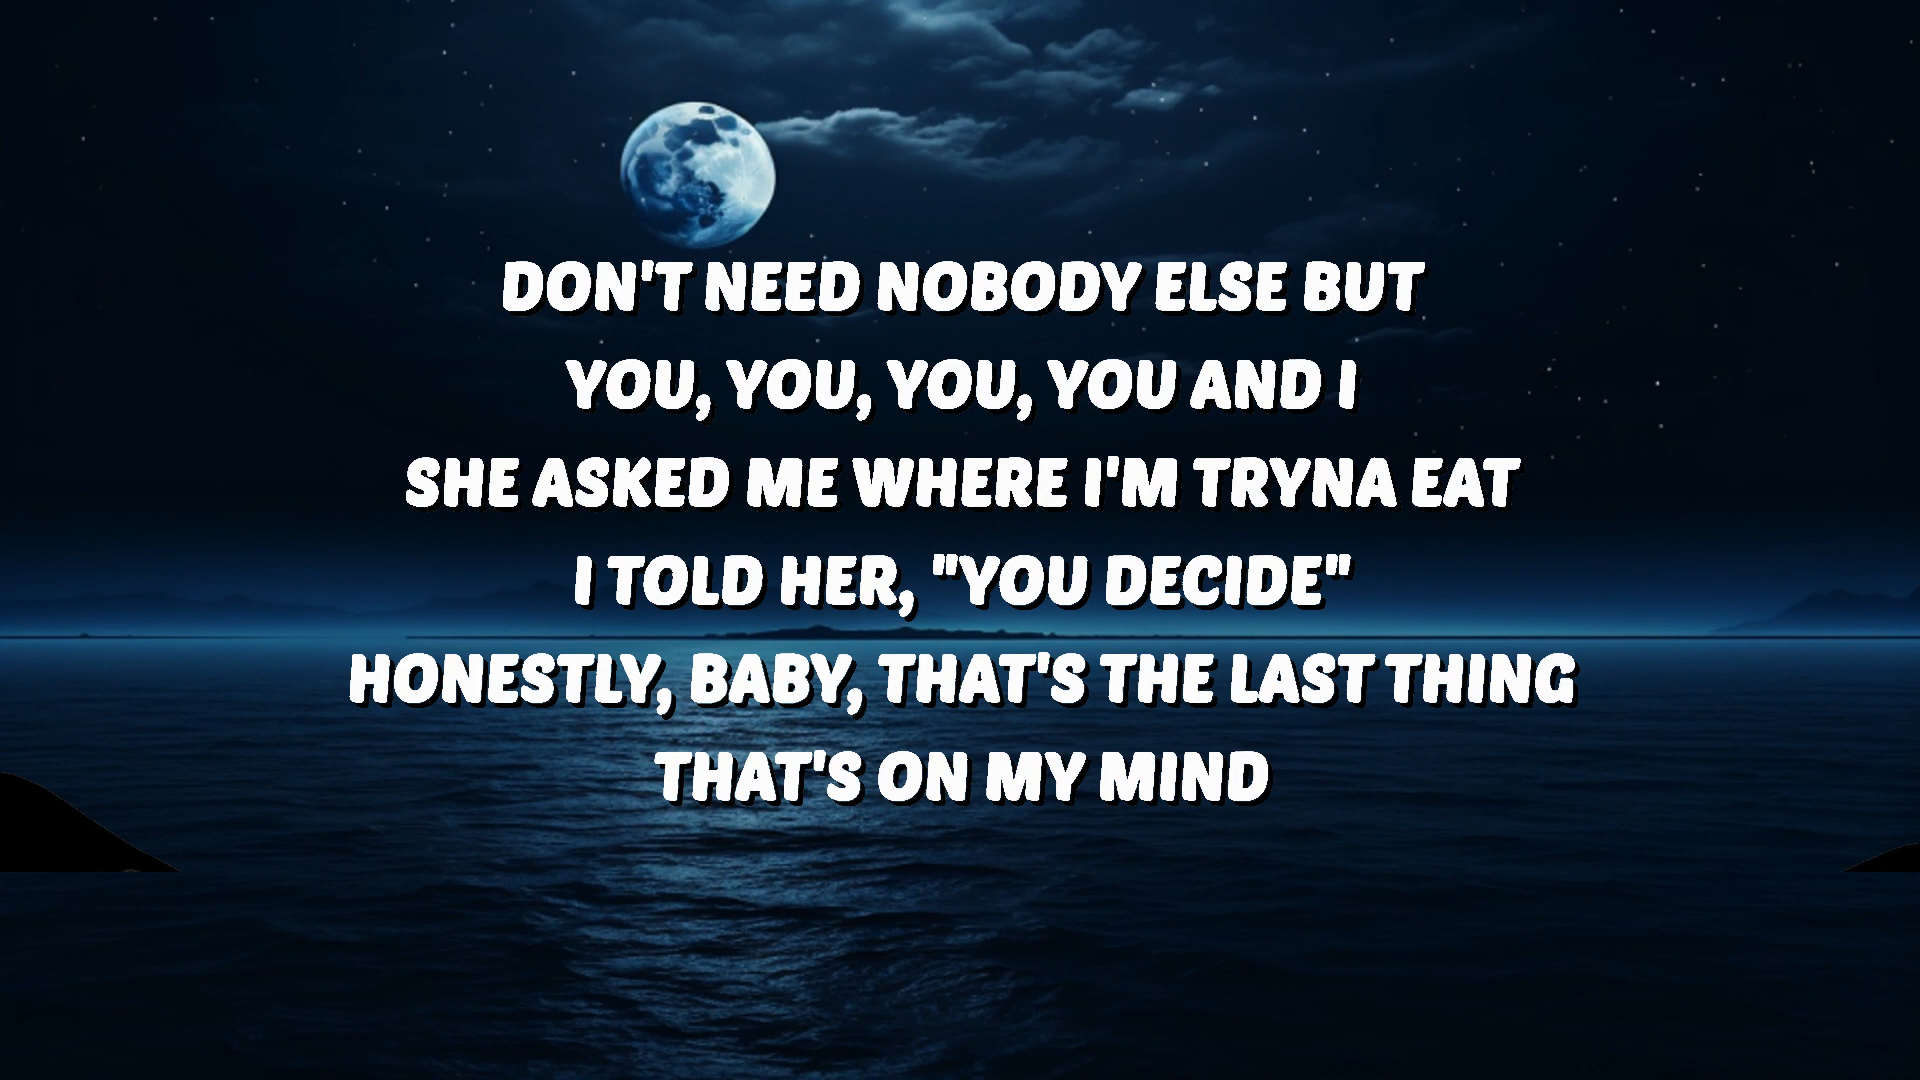 DON'T NEED NOBODY ELSE BUT
YOU, YOU, YOU, YOU AND I
SHE ASKED ME WHERE I'M TRYNA EAT
I TOLD HER, "YOU DECIDE"
HONESTLY, BABY, THAT'S THE LAST THING
THAT'S ON MY MIND